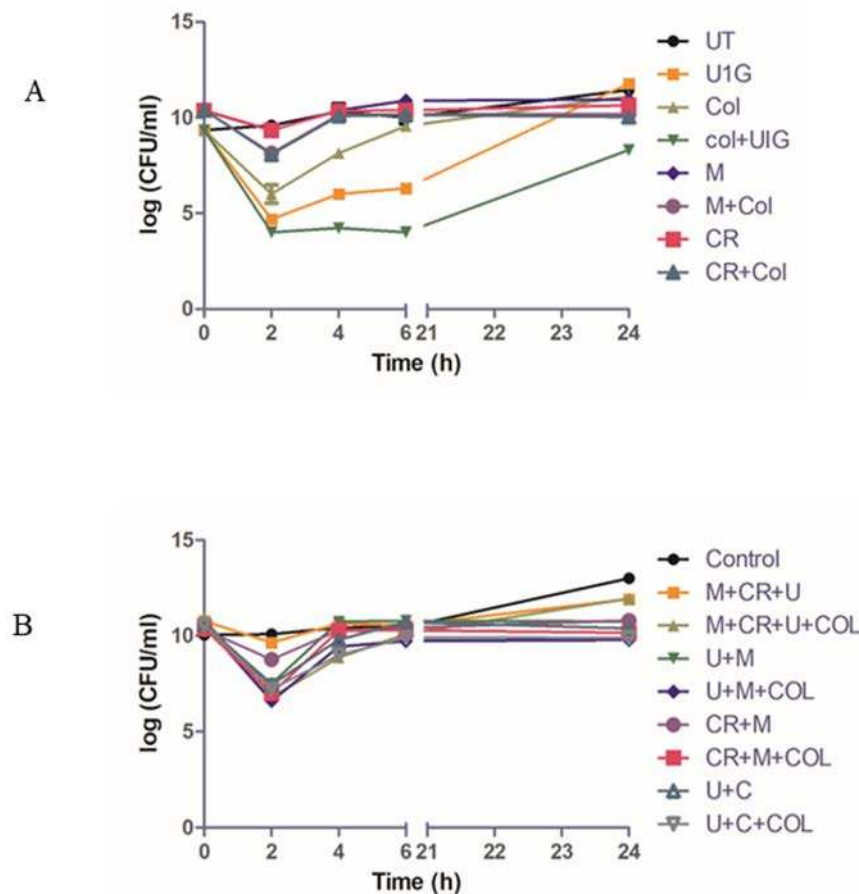 A
15
10
5
0
log (CFU/ml)
0 2 4 6 21 22 23 24
Time (h)
UT
U1G
Col
col+UIG
M
M+Col
CR
CR+Col
B
15
10
5
0
log (CFU/ml)
0 2 4 6 21 22 23 24
Time (h)
Control
M+CR+U
M+CR+U+COL
U+M
U+M+COL
CR+M
CR+M+COL
U+C
U+C+COL